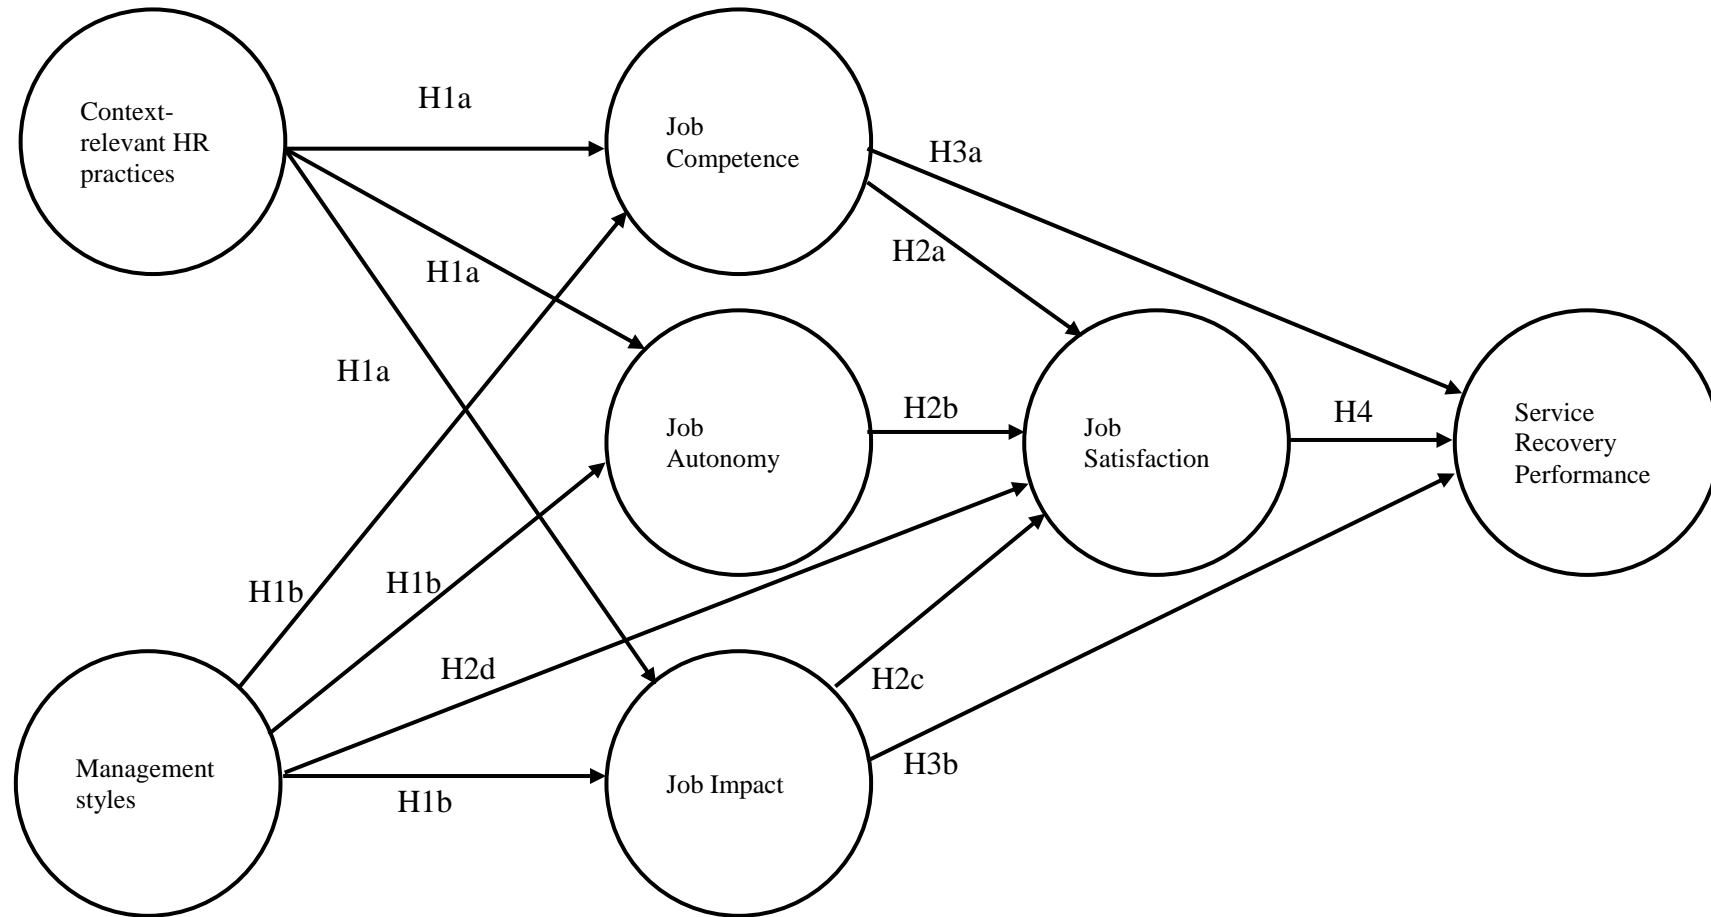 H1a
Context-
relevant HR
practices
Job
Competence
H3a
H2a
H1a
H1a
H2b
H4
Job
Autonomy
Job
Satisfaction
Service
Recovery
Performance
H1b
H1b
H2d
H2c
Management
styles
H1b
Job Impact
H3b